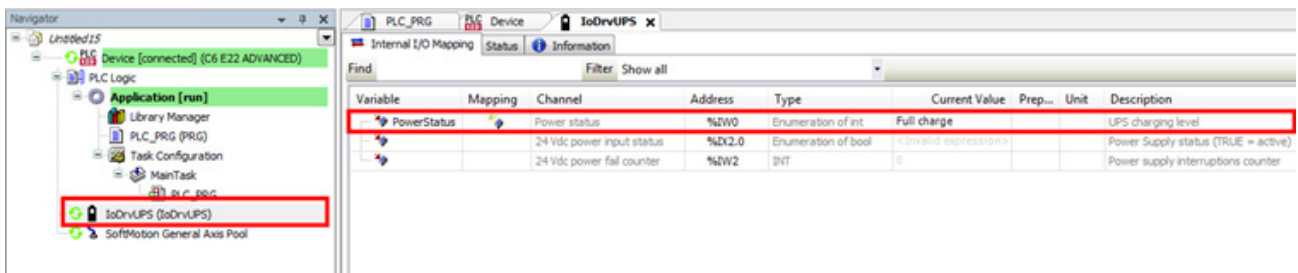 Navigator
Untitled15
Device [connected] (C6 E22 ADVANCED)
PLC Logic
Application [run]
Library Manager
PLC_PRG (PRG)
Task Configuration
MainTask
PLC_PRG
IoDrvUPS (IoDrvUPS)
SoftMotion General Axis Pool
PLC_PRG Device IoDrvUPS
Internal I/O Mapping Status Information
Find Filter Show all
Variable Mapping Channel Address Type Current Value Prep... Unit Description
PowerStatus Power status %IW0 Enumeration of int Full charge UPS charging level
24 Vdc power input status %IX2.0 Enumeration of bool <Invalid expression> Power Supply status (TRUE = active)
24 Vdc power fail counter %IW2 INT 0 Power supply interruptions counter